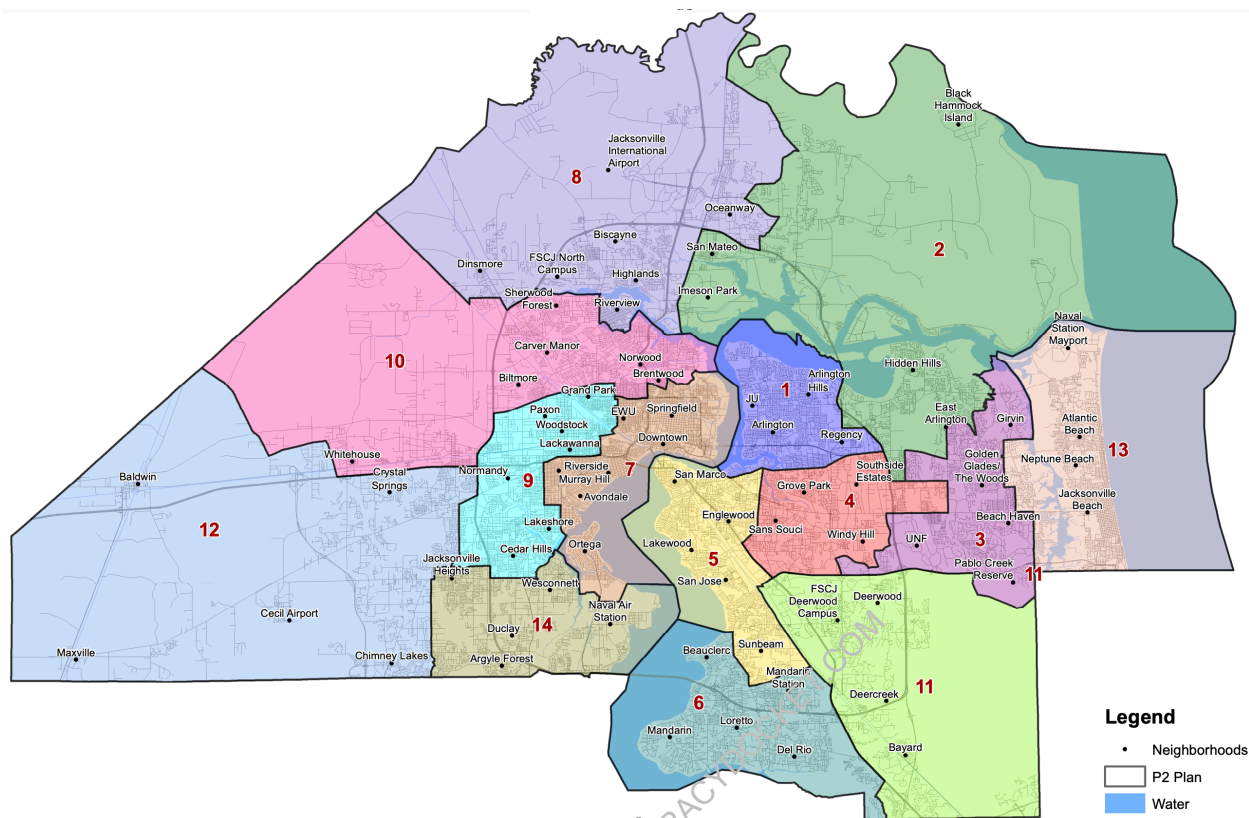 Black
Hammock
Island
Jacksonville
International
Airport
8
Oceanway
Biscayne
San Mateo
2
Dinsmore
FSCJ North
Campus
Highlands
Imeson Park
Sherwood
Forest
Riverview
Naval
Station
Mayport
10
Carver Manor
Norwood
Hidden Hills
Biltmore
Brentwood
Arlington
Hills
1
Grand Park
JU
Paxon
EWU
Springfield
East
Arlington
Girvin
Atlantic
Beach
Woodstock
Arlington
Regency
Lackawanna
Downtown
13
Whitehouse
Golden
Glades/
The Woods
Neptune Beach
Baldwin
Crystal
Springs
Normandy
9
Riverside
Murray Hill
7
San Marco
Southside
Estates
Grove Park
4
Avondale
Jacksonville
Beach
12
Lakeshore
Englewood
Sans Souci
Beach Haven
Windy Hill
UNF
3
Cedar Hills
Ortega
Lakewood
5
Jacksonville
Heights
Pablo Creek
Reserve
11
Wesconnett
San Jose
FSCJ
Deerwood
Campus
Deerwood
Cecil Airport
Naval Air
Station
Duclay
14
Sunbeam
Maxville
Chimney Lakes
Argyle Forest
Beauclerc
Mandarin
Station
6
Deercreek
11
Mandarin
Loretto
Del Rio
Bayard
Legend
Neighborhoods
P2 Plan
Water